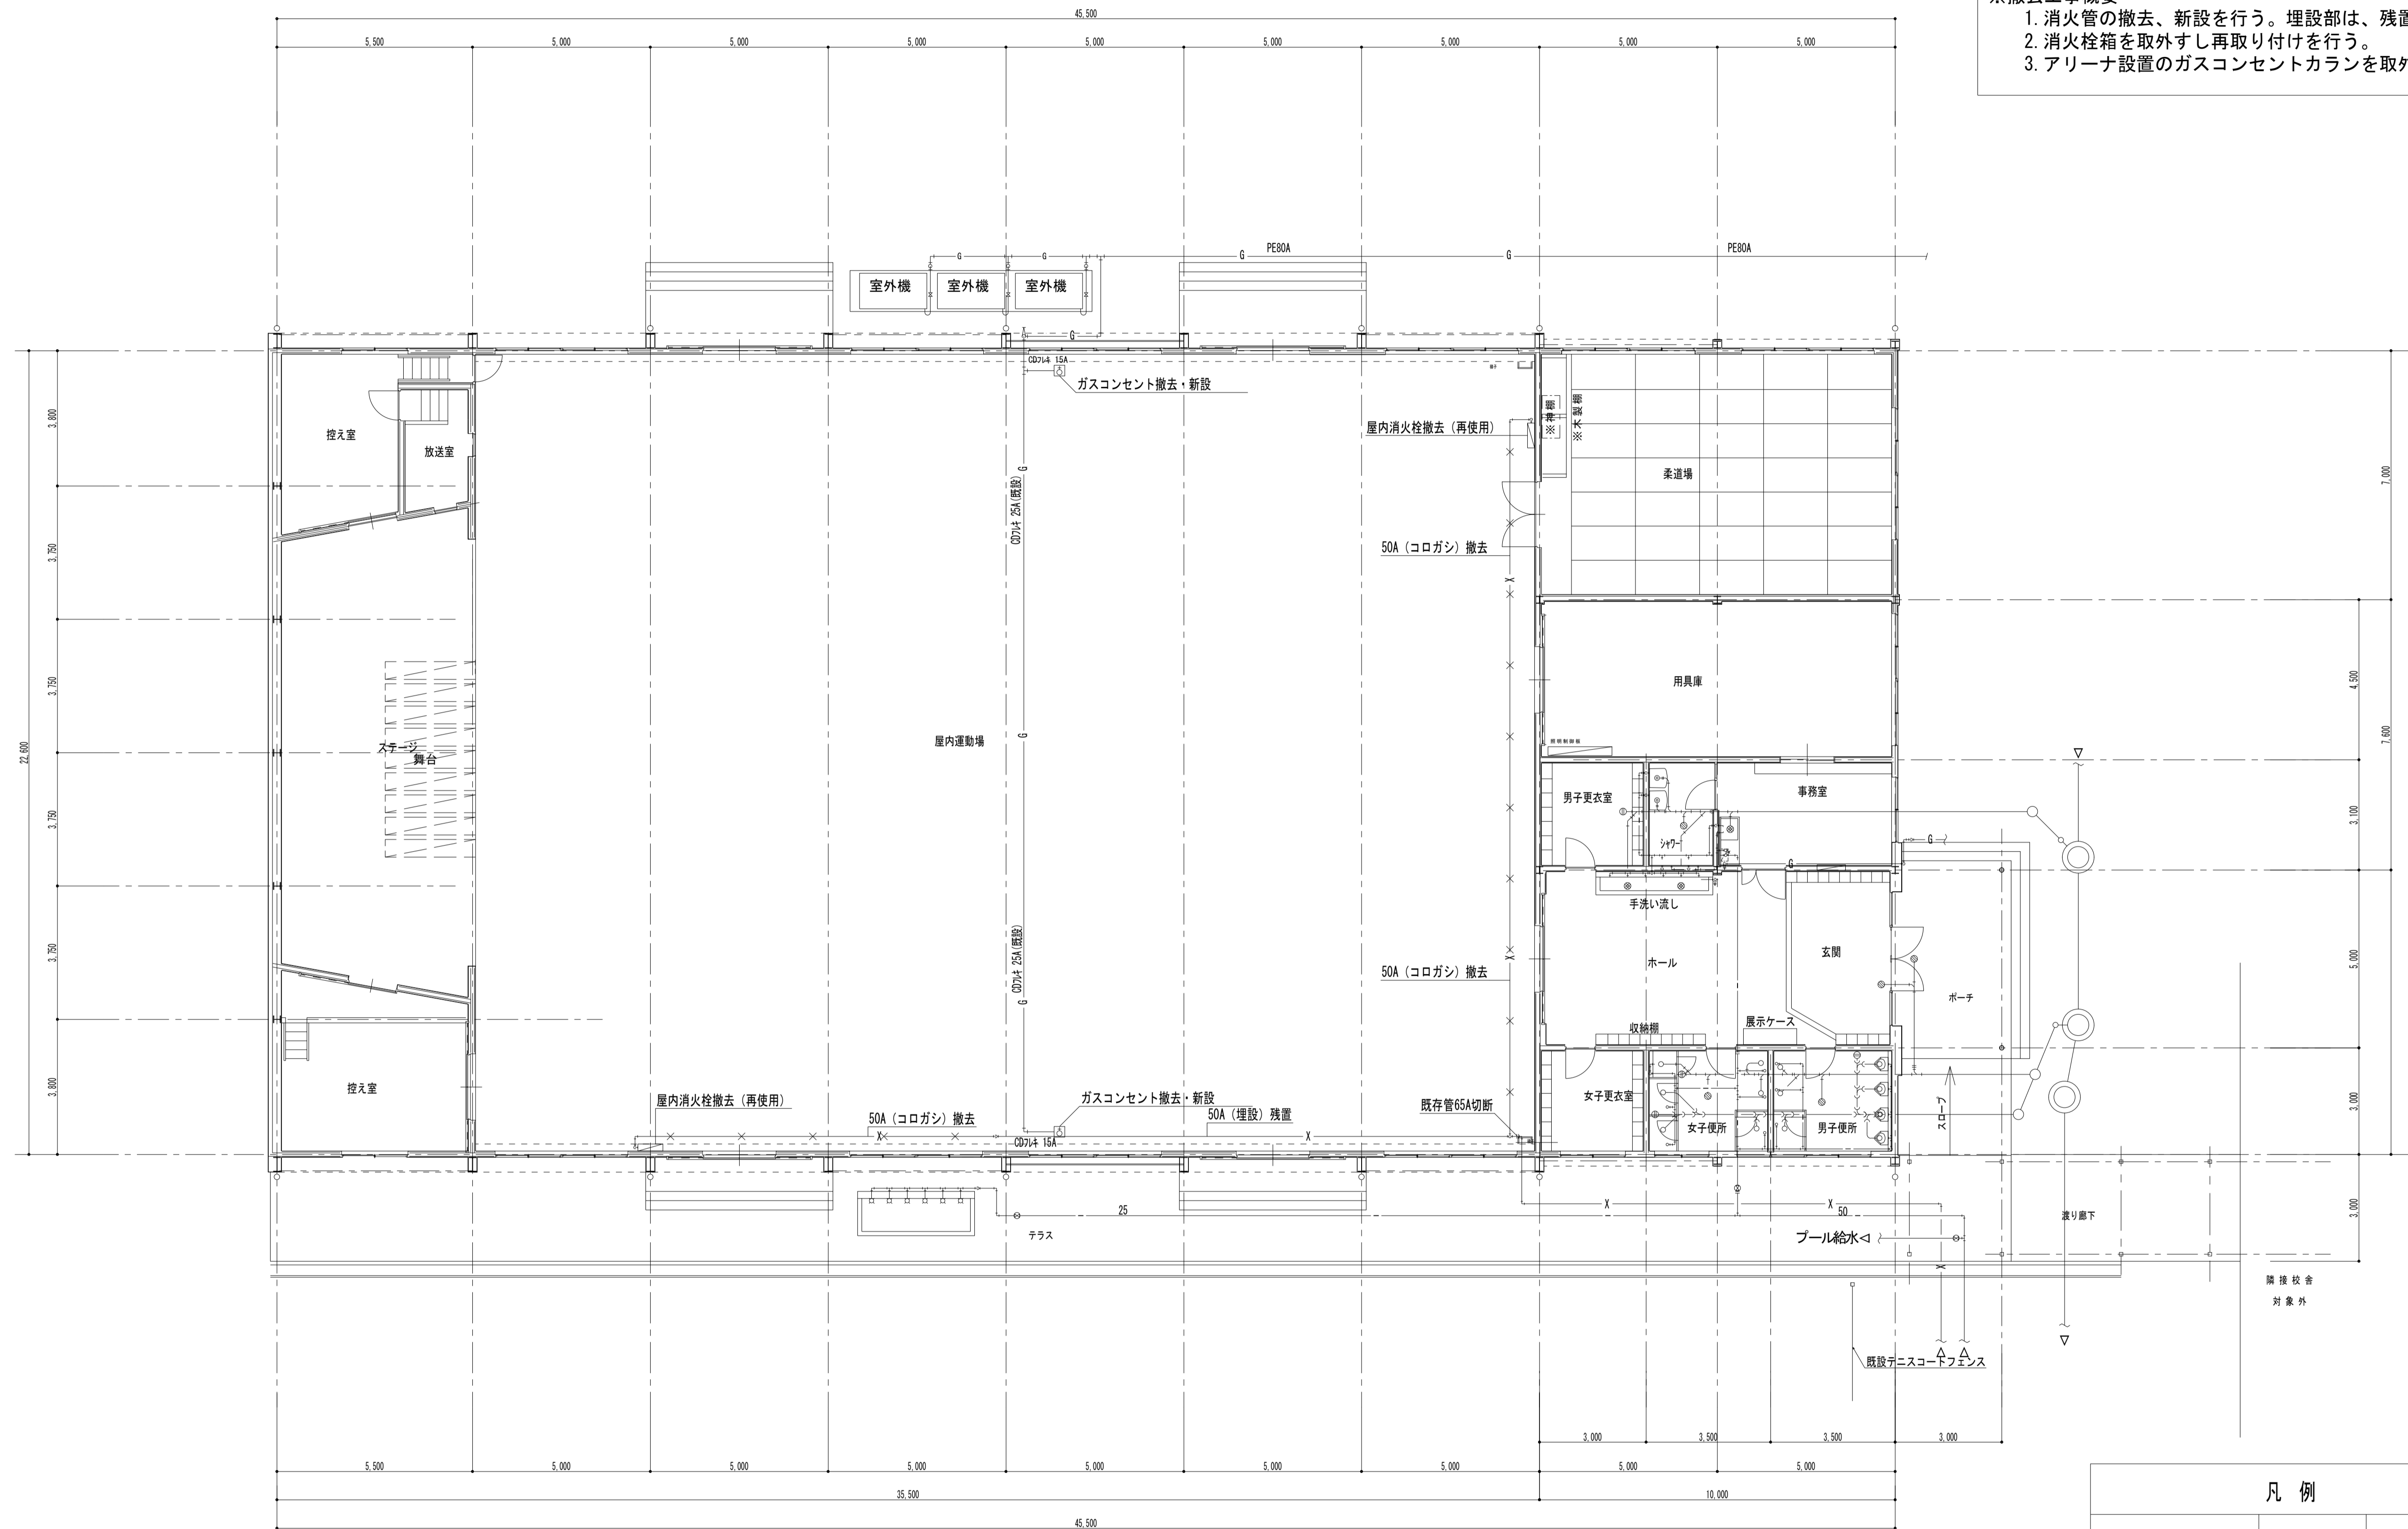 ※撤去工事概要
1. 消火管の撤去、新設を行う。埋設部は、残置
2. 消火栓箱を取外すし再取り付けを行う。
3. アリーナ設置のガスコンセントカランを取外
45,500
5,500 5,000 5,000 5,000 5,000 5,000 5,000 5,000 5,000
PE80A PE80A
G G G G
室外機 室外機 室外機
G
CDフレキ 15A
ガスコンセント撤去・新設
屋内消火栓撤去（再使用）
※神棚
※木製棚
控え室
放送室
柔道場
CDフレキ 25A(既設)
G
50A（コロガシ）撤去
X
3,800
3,750
3,750
3,750
3,750
3,800
22,600
7,000
4,500
7,600
3,100
5,000
3,000
3,000
用具庫
ステージ
舞台
屋内運動場
G
照明制御盤
男子更衣室
シャワー
事務室
G
G
手洗い流し
玄関
ホール
ポーチ
CDフレキ 25A(既設)
G
50A（コロガシ）撤去
X
収納棚
展示ケース
控え室
屋内消火栓撤去（再使用）
50A（コロガシ）撤去
ガスコンセント撤去・新設
50A（埋設）残置
既存管65A切断
X
X
CDフレキ 15A
女子更衣室
女子便所
男子便所
スロープ
25
X
X
50
テラス
プール給水
渡り廊下
X
隣接校舎
対象外
既設テニスコートフェンス
3,000 3,500 3,500 3,000
5,500 5,000 5,000 5,000 5,000 5,000 5,000 5,000 5,000
35,500 10,000
45,500
凡 例